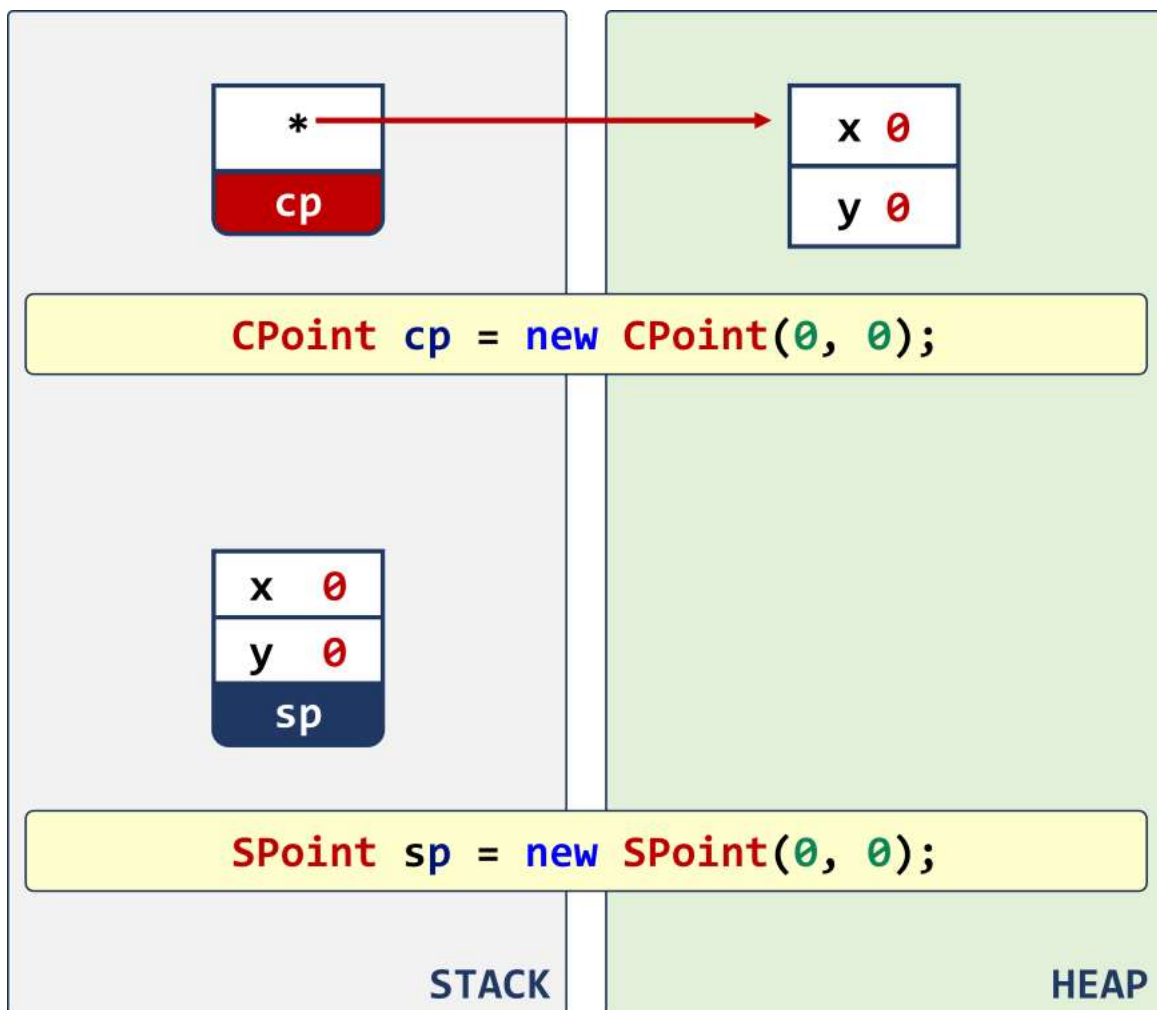 *
cp
x 0
y 0
CPoint cp = new CPoint(0, 0);
x 0
y 0
sp
SPoint sp = new SPoint(0, 0);
STACK
HEAP